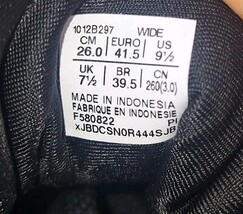 1012B297 WIDE
CM EURO US
26.0 41.5 9½
UK BR CN
7½ 39.5 260(3.0)
MADE IN INDONESIA
FABRIQUE EN INDONESIE
F580822 PI
XJBDCSN0R444SJB